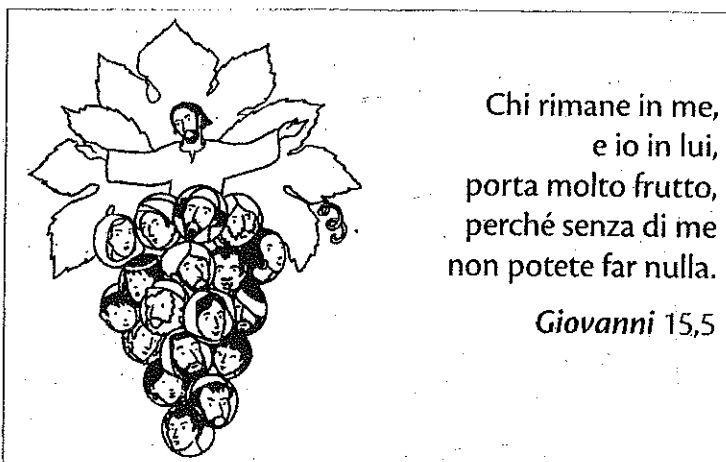 Chi rimane in me,
e io in lui,
porta molto frutto,
perché senza di me
non potete far nulla.
Giovanni 15,5